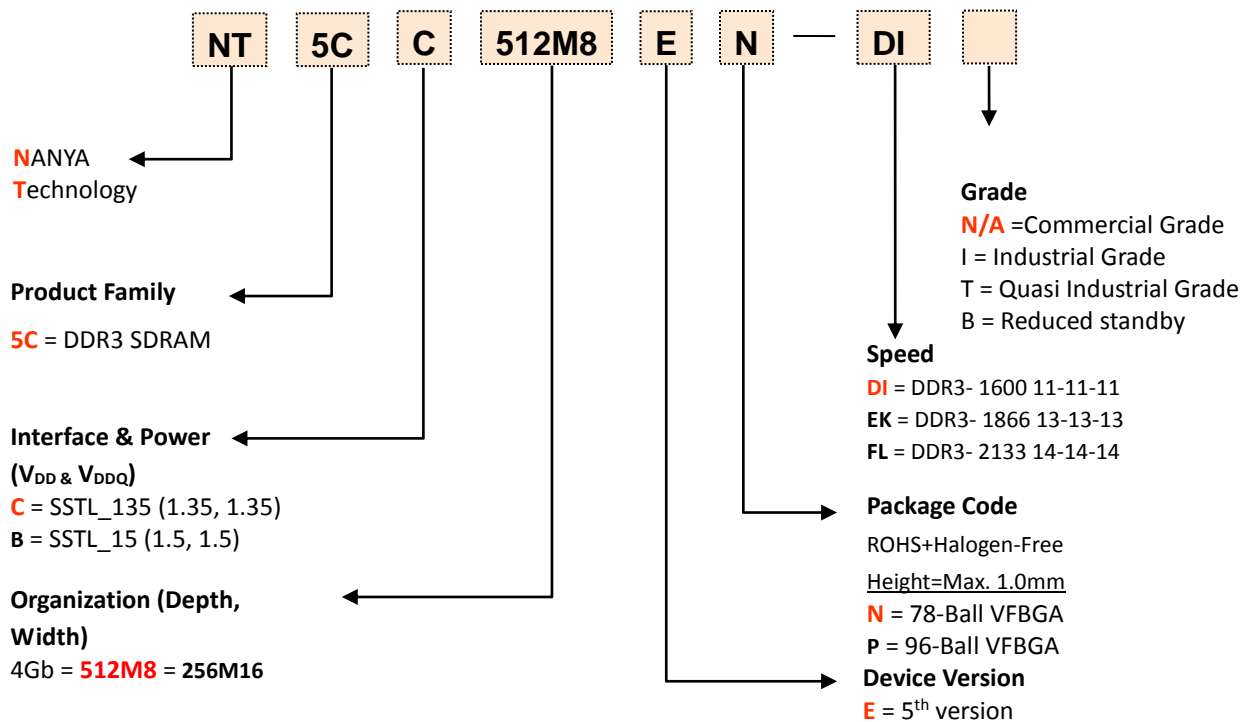 NT 5C C 512M8 E N — DI
NANYA
Technology
Product Family
5C = DDR3 SDRAM
Interface & Power
(VDD & VDDQ)
C = SSTL_135 (1.35, 1.35)
B = SSTL_15 (1.5, 1.5)
Organization (Depth,
Width)
4Gb = 512M8 = 256M16
Grade
N/A =Commercial Grade
I = Industrial Grade
T = Quasi Industrial Grade
B = Reduced standby
Speed
DI = DDR3- 1600 11-11-11
EK = DDR3- 1866 13-13-13
FL = DDR3- 2133 14-14-14
Package Code
ROHS+Halogen-Free
Height=Max. 1.0mm
N = 78-Ball VFBGA
P = 96-Ball VFBGA
Device Version
E = 5th version